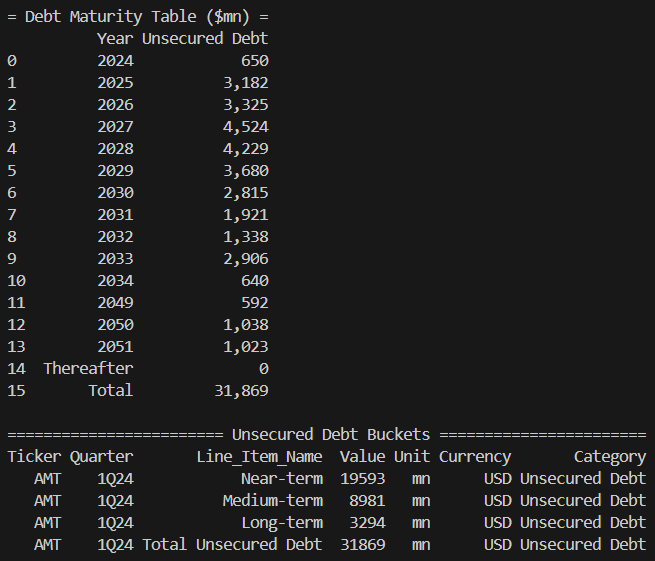 = Debt Maturity Table ($mn) =
Year Unsecured Debt
0 2024 650
1 2025 3,182
2 2026 3,325
3 2027 4,524
4 2028 4,229
5 2029 3,680
6 2030 2,815
7 2031 1,921
8 2032 1,338
9 2033 2,906
10 2034 640
11 2049 592
12 2050 1,038
13 2051 1,023
14 Thereafter 0
15 Total 31,869
======================== Unsecured Debt Buckets =======================
Ticker Quarter Line_Item_Name Value Unit Currency Category
AMT 1Q24 Near-term 19593 mn USD Unsecured Debt
AMT 1Q24 Medium-term 8981 mn USD Unsecured Debt
AMT 1Q24 Long-term 3294 mn USD Unsecured Debt
AMT 1Q24 Total Unsecured Debt 31869 mn USD Unsecured Debt